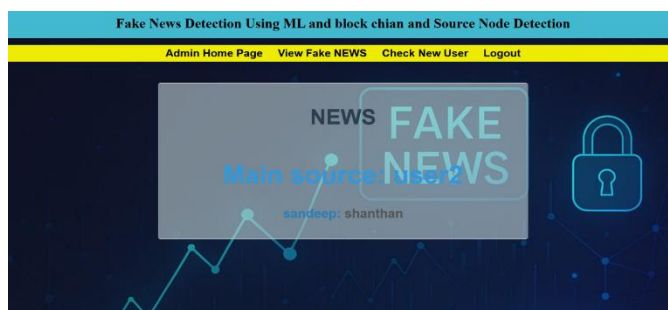 Fake News Detection Using ML and block chian and Source Node Detection
Admin Home Page View Fake NEWS Check New User Logout
NEWS
FAKE
NEWS
Main source: user2
sandeep: shanthan